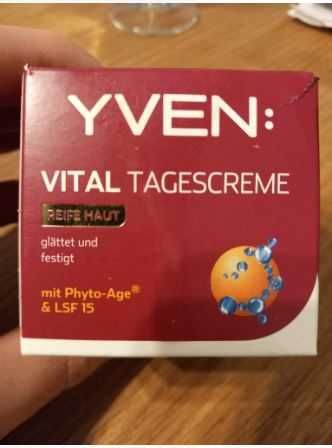 YVEN:
VITAL TAGESCREME
REIFE HAUT
glättet und
festigt
mit Phyto-Age®
& LSF 15